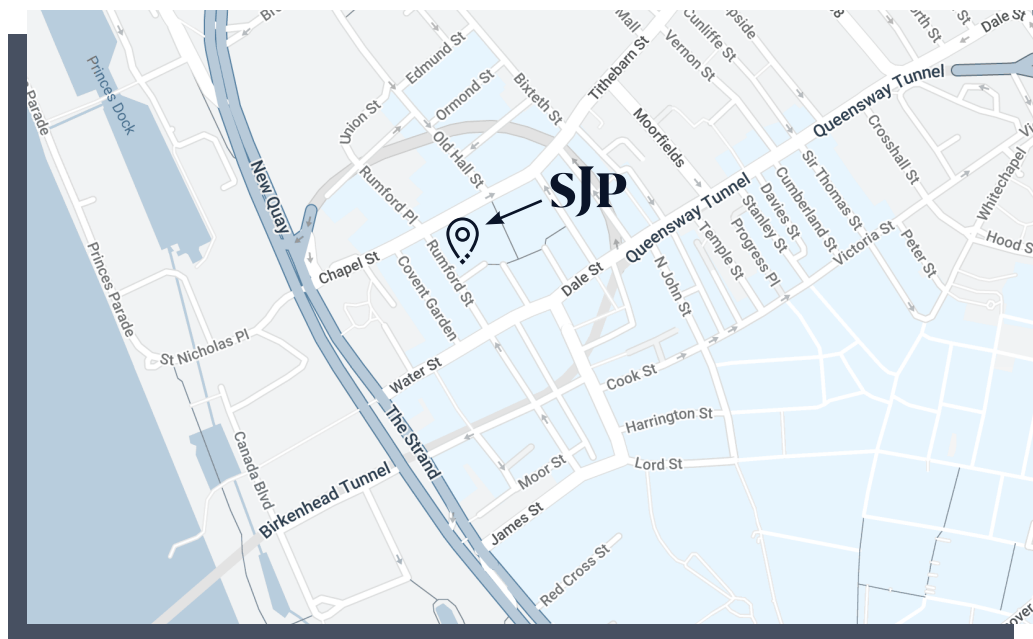 Mall
Cunliffe St
Dale St
Edmund St
Vernon St
Tithebarn St
Ormond St
Bixteth St
Queensway Tunnel
Princes Dock
Union St
Moorfields
Parade
Old Hall St
Crosshall St
Whitechapel
Sir Thomas St
Rumford Pl
New Quay
SJP
Cumberland St
Davies St
Stanley St
Queensway Tunnel
Progress Pl
Temple St
Hood S
Chapel St
Rumford St
Victoria St
Peter St
Princes Parade
Covent Garden
Dale St
N John St
St Nicholas Pl
Water St
Cook St
The Strand
Harrington St
Canada Blvd
Moor St
Lord St
Birkenhead Tunnel
James St
Red Cross St